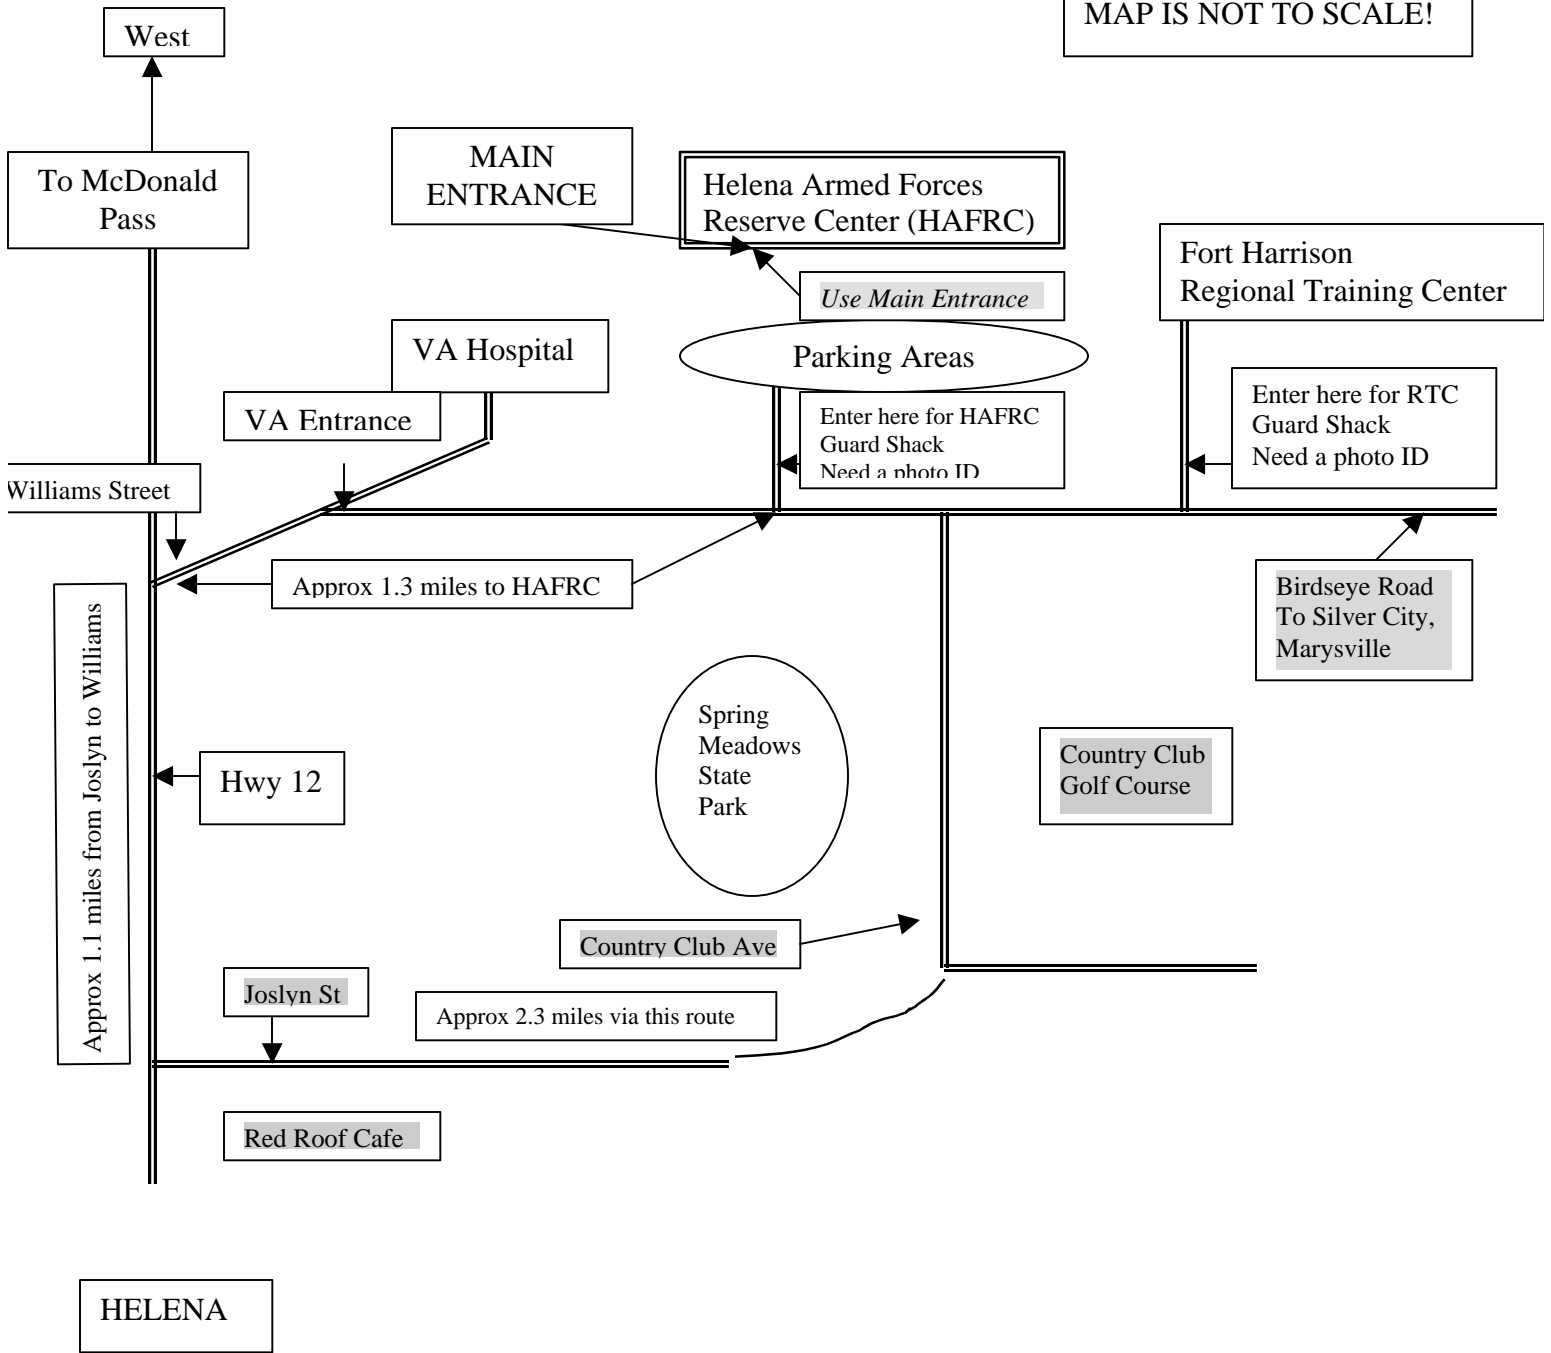 MAP IS NOT TO SCALE!
West
To McDonald
Pass
MAIN
ENTRANCE
Helena Armed Forces
Reserve Center (HAFRC)
Fort Harrison
Regional Training Center
Use Main Entrance
VA Hospital
Parking Areas
VA Entrance
Enter here for HAFRC
Guard Shack
Need a photo ID
Enter here for RTC
Guard Shack
Need a photo ID
Williams Street
Approx 1.3 miles to HAFRC
Birdseye Road
To Silver City,
Marysville
Approx 1.1 miles from Joslyn to Williams
Spring
Meadows
State
Park
Country Club
Golf Course
Hwy 12
Country Club Ave
Joslyn St
Approx 2.3 miles via this route
Red Roof Cafe
HELENA